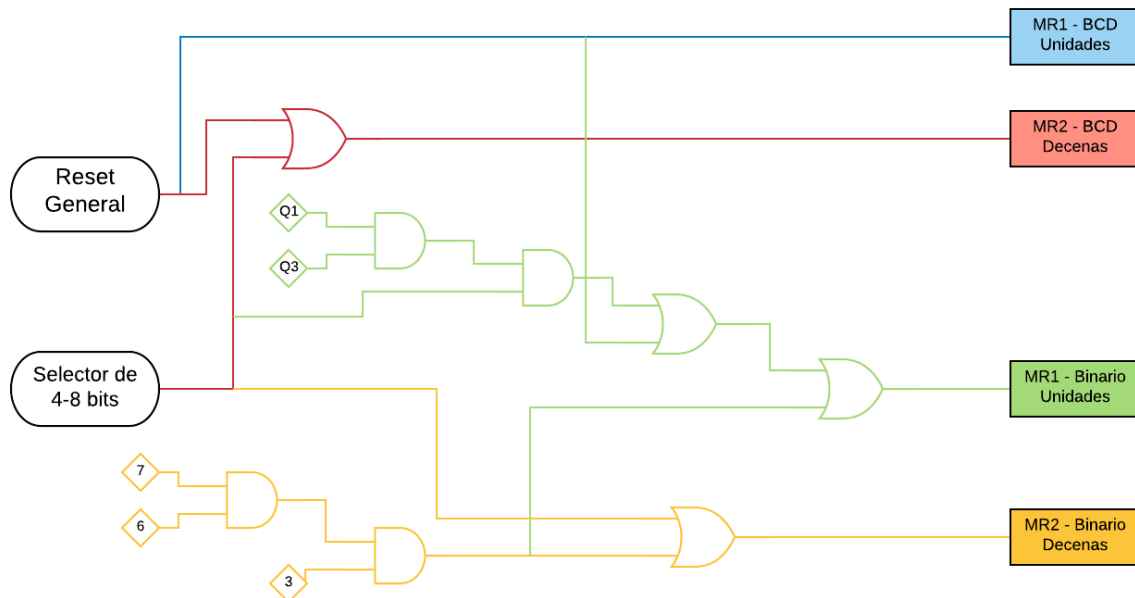 MR1 - BCD
Unidades
MR2 - BCD
Decenas
Reset
General
Q1
Q3
Selector de
4-8 bits
MR1 - Binario
Unidades
7
6
3
MR2 - Binario
Decenas